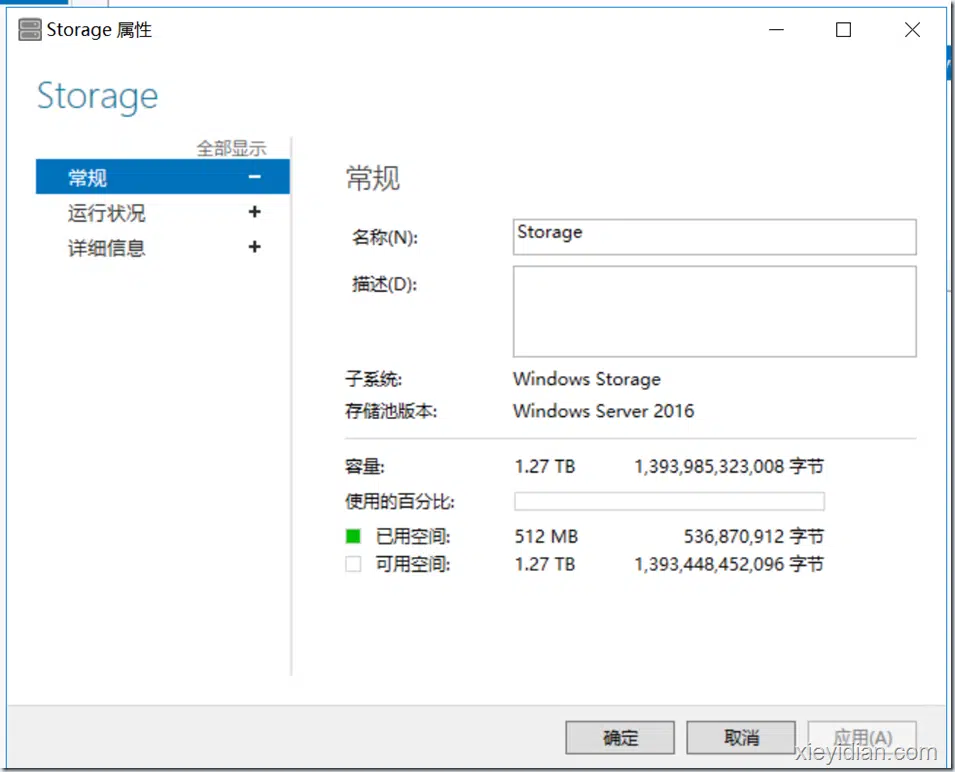 Storage 属性
Storage
全部显示
常规
运行状况
详细信息
常规
名称(N): Storage
描述(D):
子系统: Windows Storage
存储池版本: Windows Server 2016
容量: 1.27 TB 1,393,985,323,008 字节
使用的百分比:
已用空间: 512 MB 536,870,912 字节
可用空间: 1.27 TB 1,393,448,452,096 字节
确定 取消 应用(A)
xieyidian.com